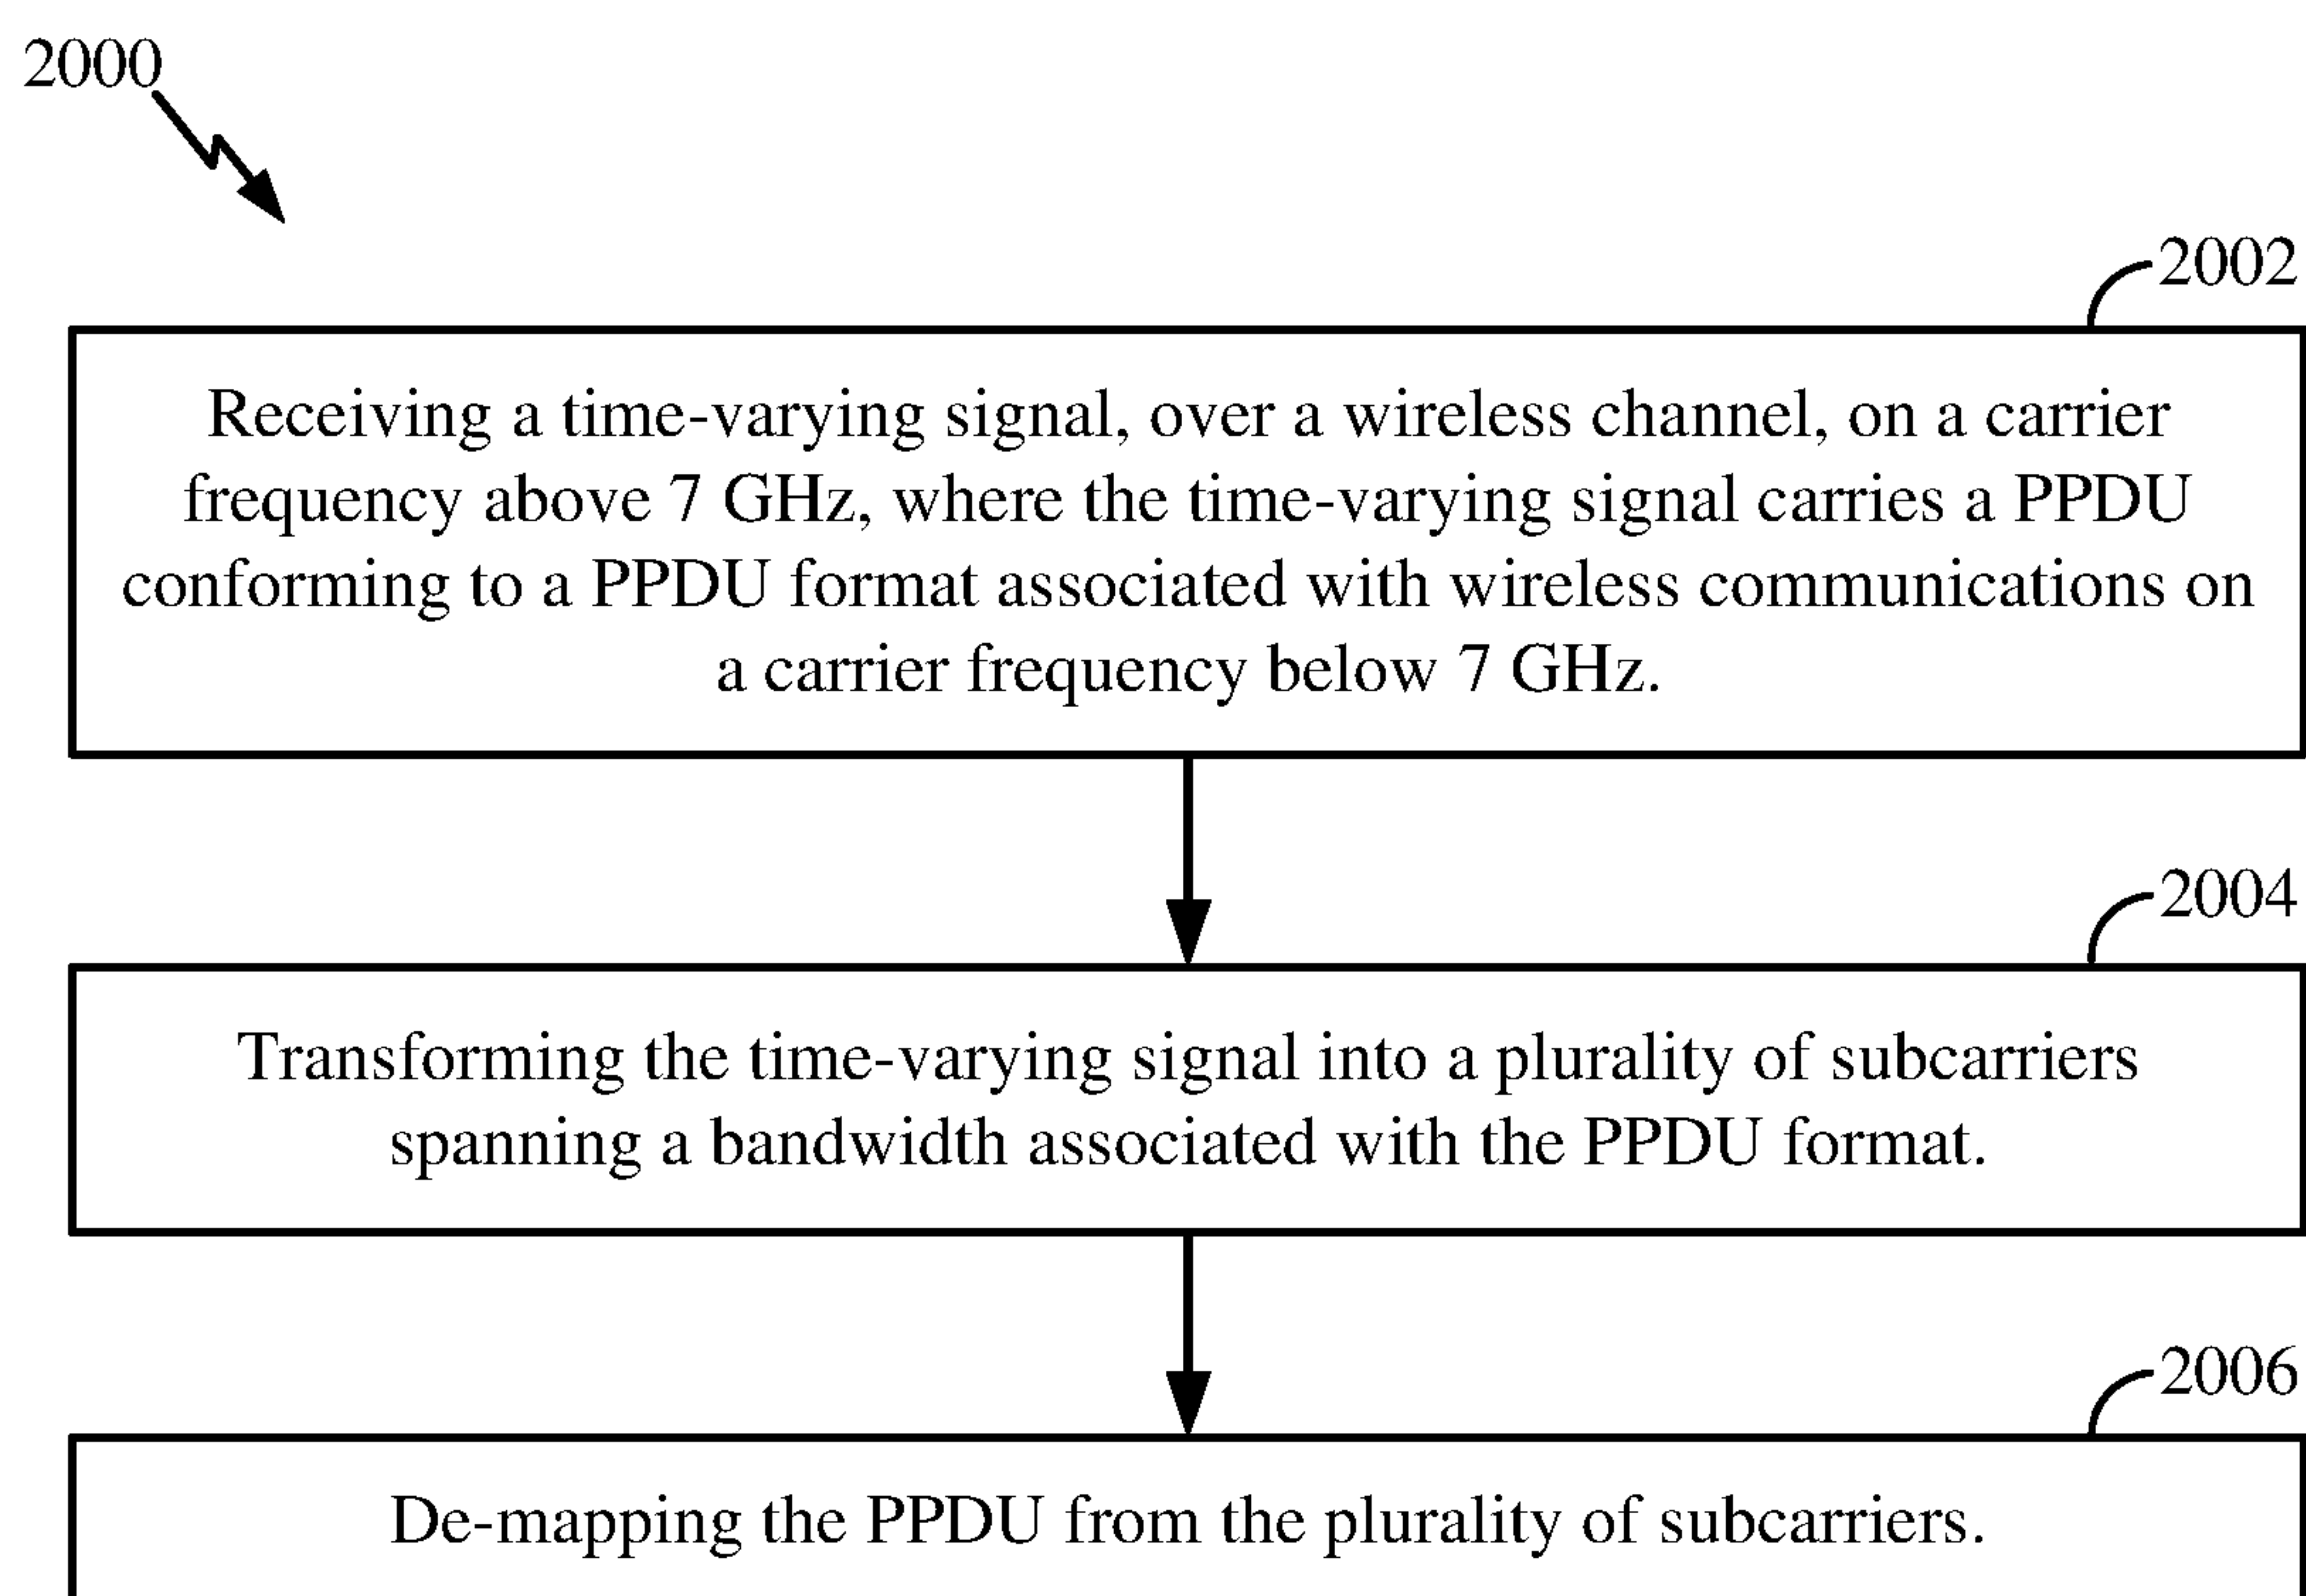 2000
2002
Receiving a time-varying signal, over a wireless channel, on a carrier
frequency above 7 GHz, where the time-varying signal carries a PPDU
conforming to a PPDU format associated with wireless communications on
a carrier frequency below 7 GHz.
2004
Transforming the time-varying signal into a plurality of subcarriers
spanning a bandwidth associated with the PPDU format.
2006
De-mapping the PPDU from the plurality of subcarriers.